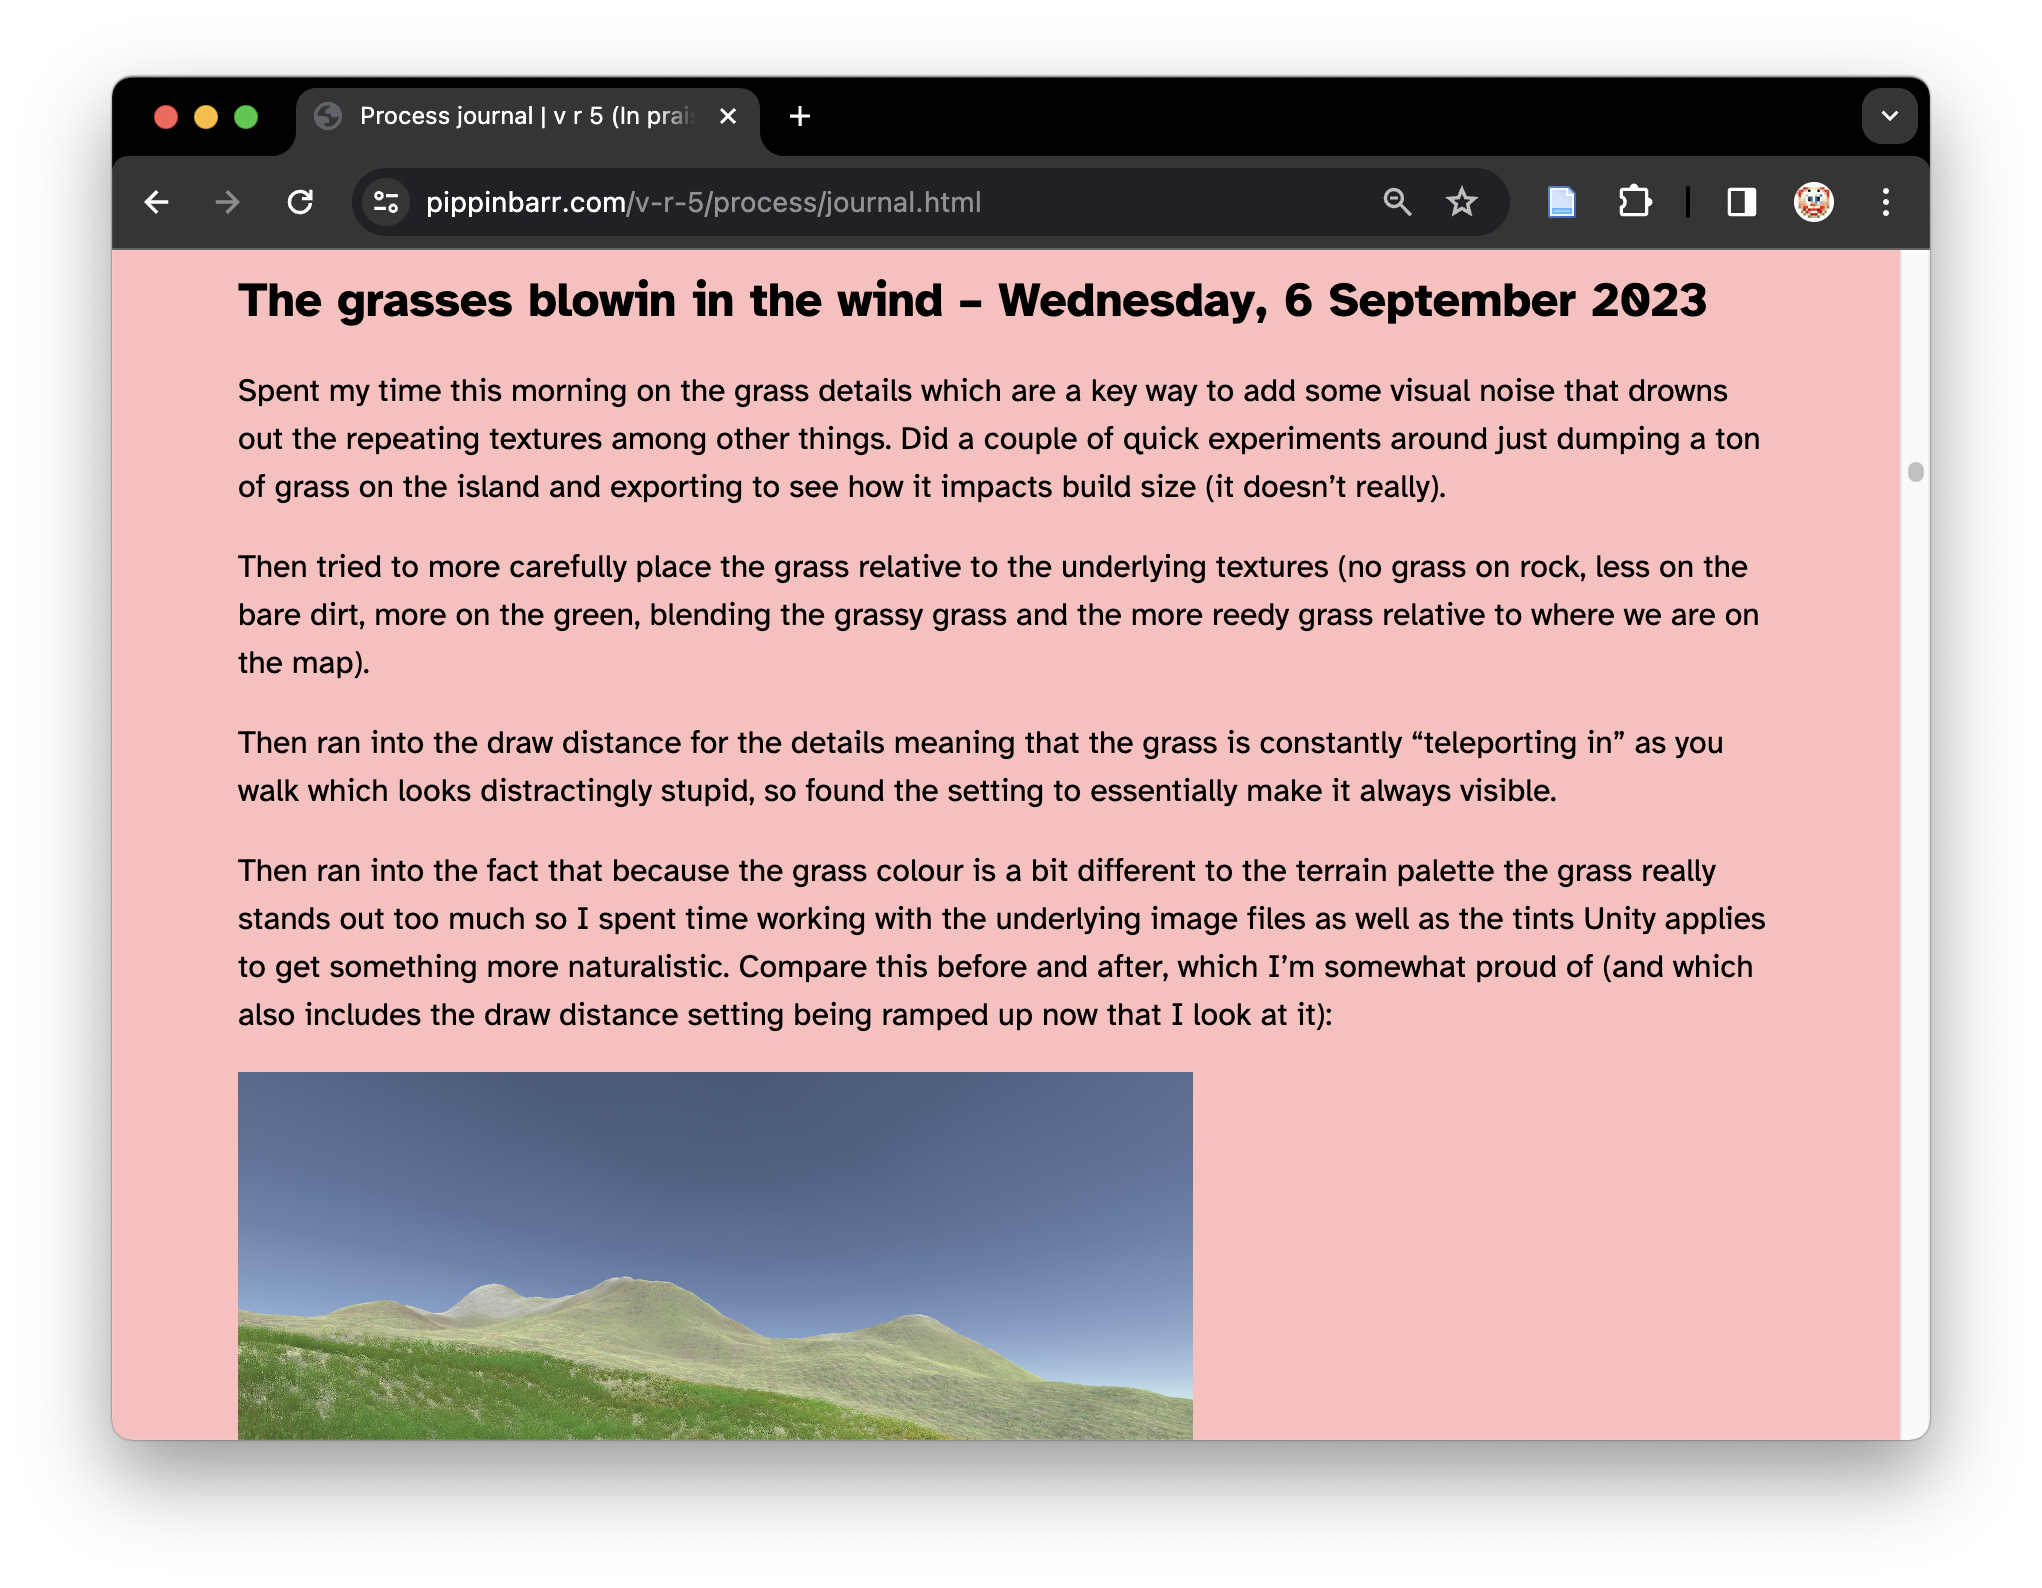 Process journal | v r 5 (In prais
pippinbarr.com/v-r-5/process/journal.html
The grasses blowin in the wind – Wednesday, 6 September 2023
Spent my time this morning on the grass details which are a key way to add some visual noise that drowns
out the repeating textures among other things. Did a couple of quick experiments around just dumping a ton
of grass on the island and exporting to see how it impacts build size (it doesn’t really).
Then tried to more carefully place the grass relative to the underlying textures (no grass on rock, less on the
bare dirt, more on the green, blending the grassy grass and the more reedy grass relative to where we are on
the map).
Then ran into the draw distance for the details meaning that the grass is constantly “teleporting in” as you
walk which looks distractingly stupid, so found the setting to essentially make it always visible.
Then ran into the fact that because the grass colour is a bit different to the terrain palette the grass really
stands out too much so I spent time working with the underlying image files as well as the tints Unity applies
to get something more naturalistic. Compare this before and after, which I’m somewhat proud of (and which
also includes the draw distance setting being ramped up now that I look at it):